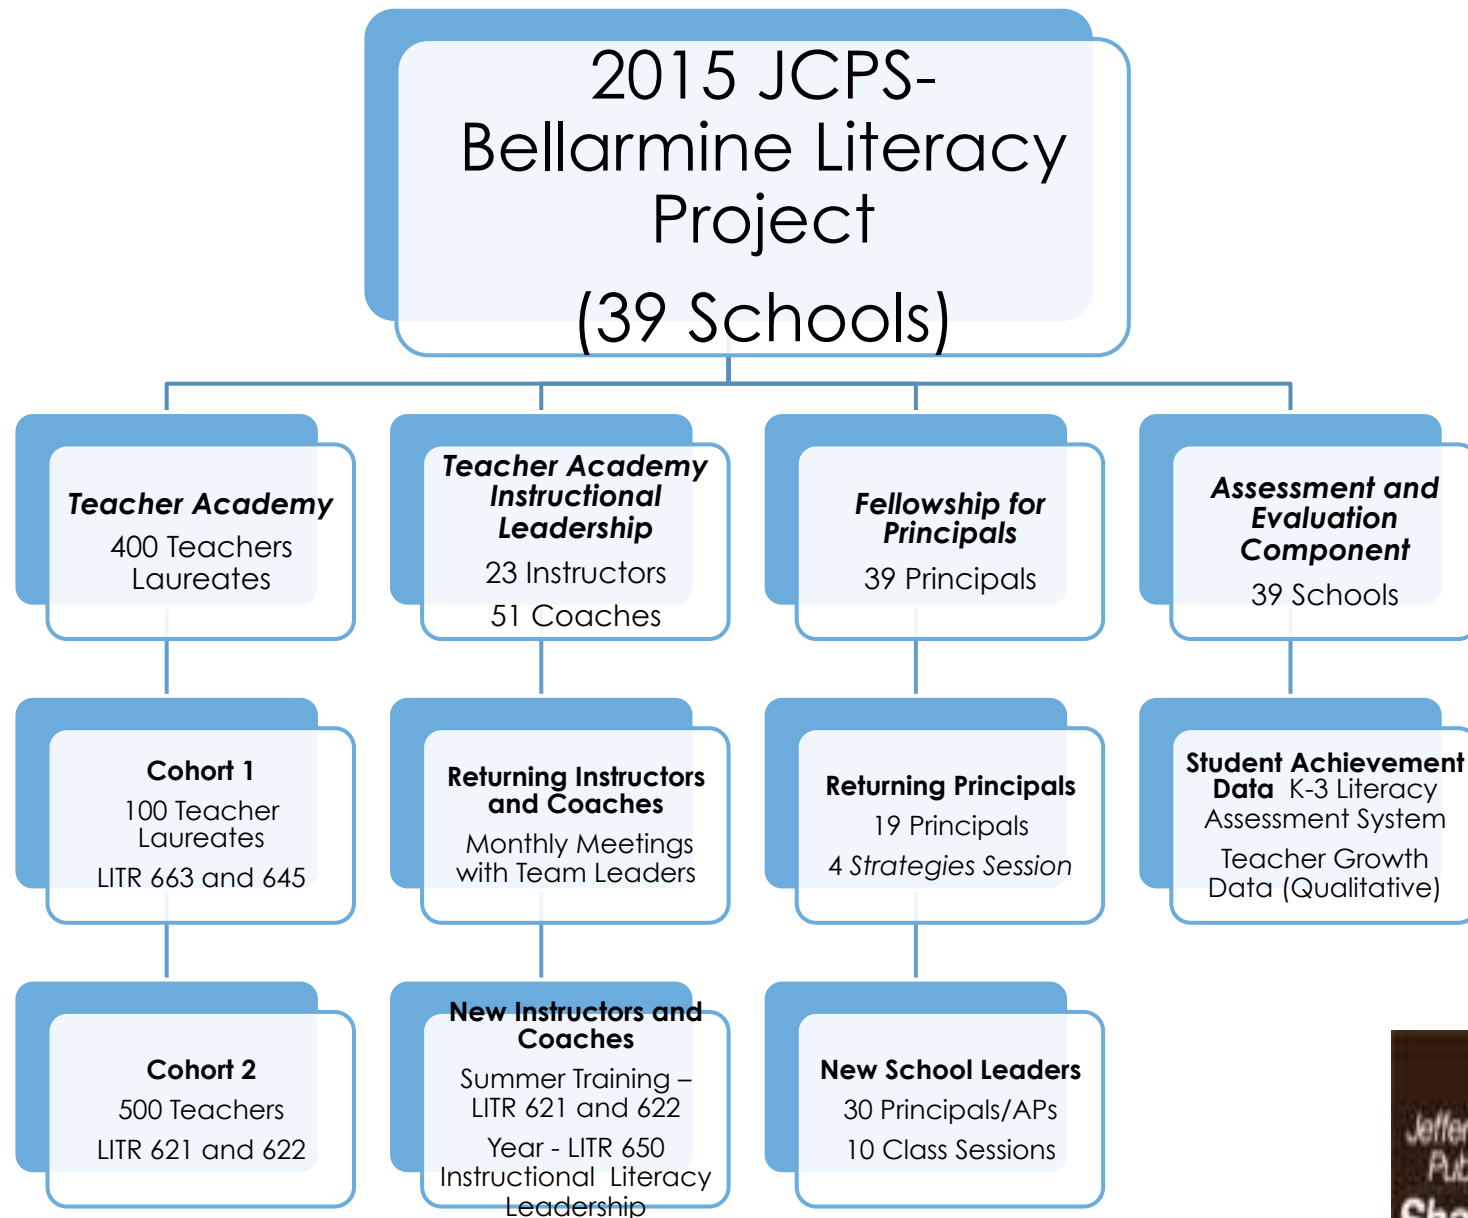 2015 JCPS-
Bellarmine Literacy
Project
(39 Schools)
Teacher Academy
400 Teachers
Laureates
Teacher Academy
Instructional
Leadership
23 Instructors
51 Coaches
Fellowship for
Principals
39 Principals
Assessment and
Evaluation
Component
39 Schools
Cohort 1
100 Teacher
Laureates
LITR 663 and 645
Returning Instructors
and Coaches
Monthly Meetings
with Team Leaders
Returning Principals
19 Principals
4 Strategies Session
Student Achievement
Data K-3 Literacy
Assessment System
Teacher Growth
Data (Qualitative)
Cohort 2
500 Teachers
LITR 621 and 622
New Instructors and
Coaches
Summer Training –
LITR 621 and 622
Year - LITR 650
Instructional Literacy
Leadership
New School Leaders
30 Principals/APs
10 Class Sessions